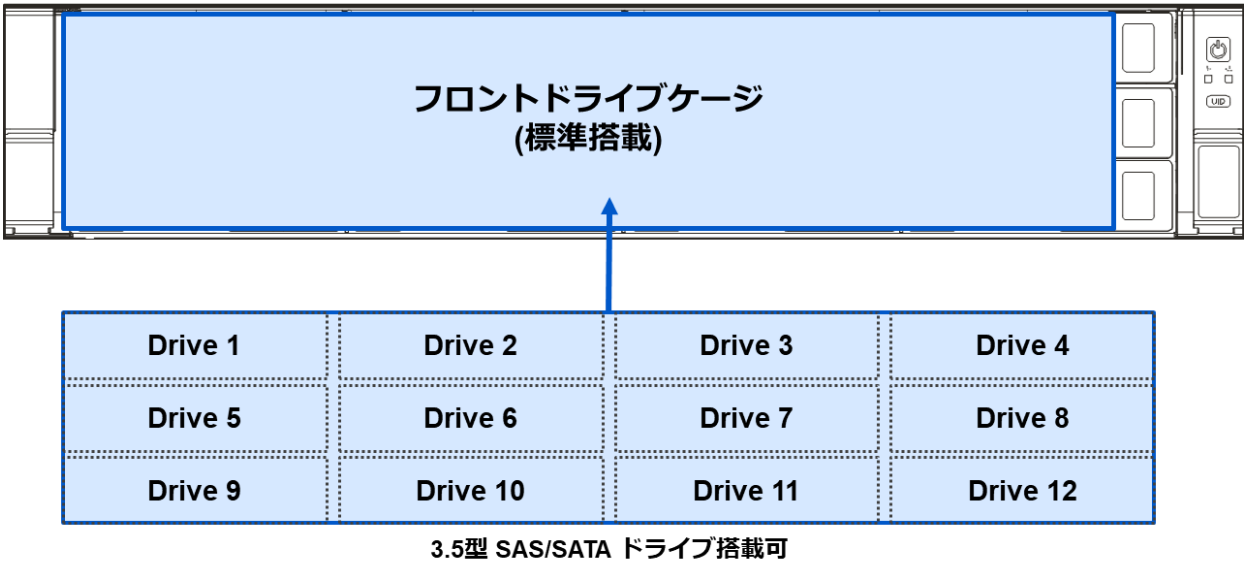 フロントドライブケージ
(標準搭載)
UID
Drive 1 Drive 2 Drive 3 Drive 4
Drive 5 Drive 6 Drive 7 Drive 8
Drive 9 Drive 10 Drive 11 Drive 12
3.5型 SAS/SATA ドライブ搭載可